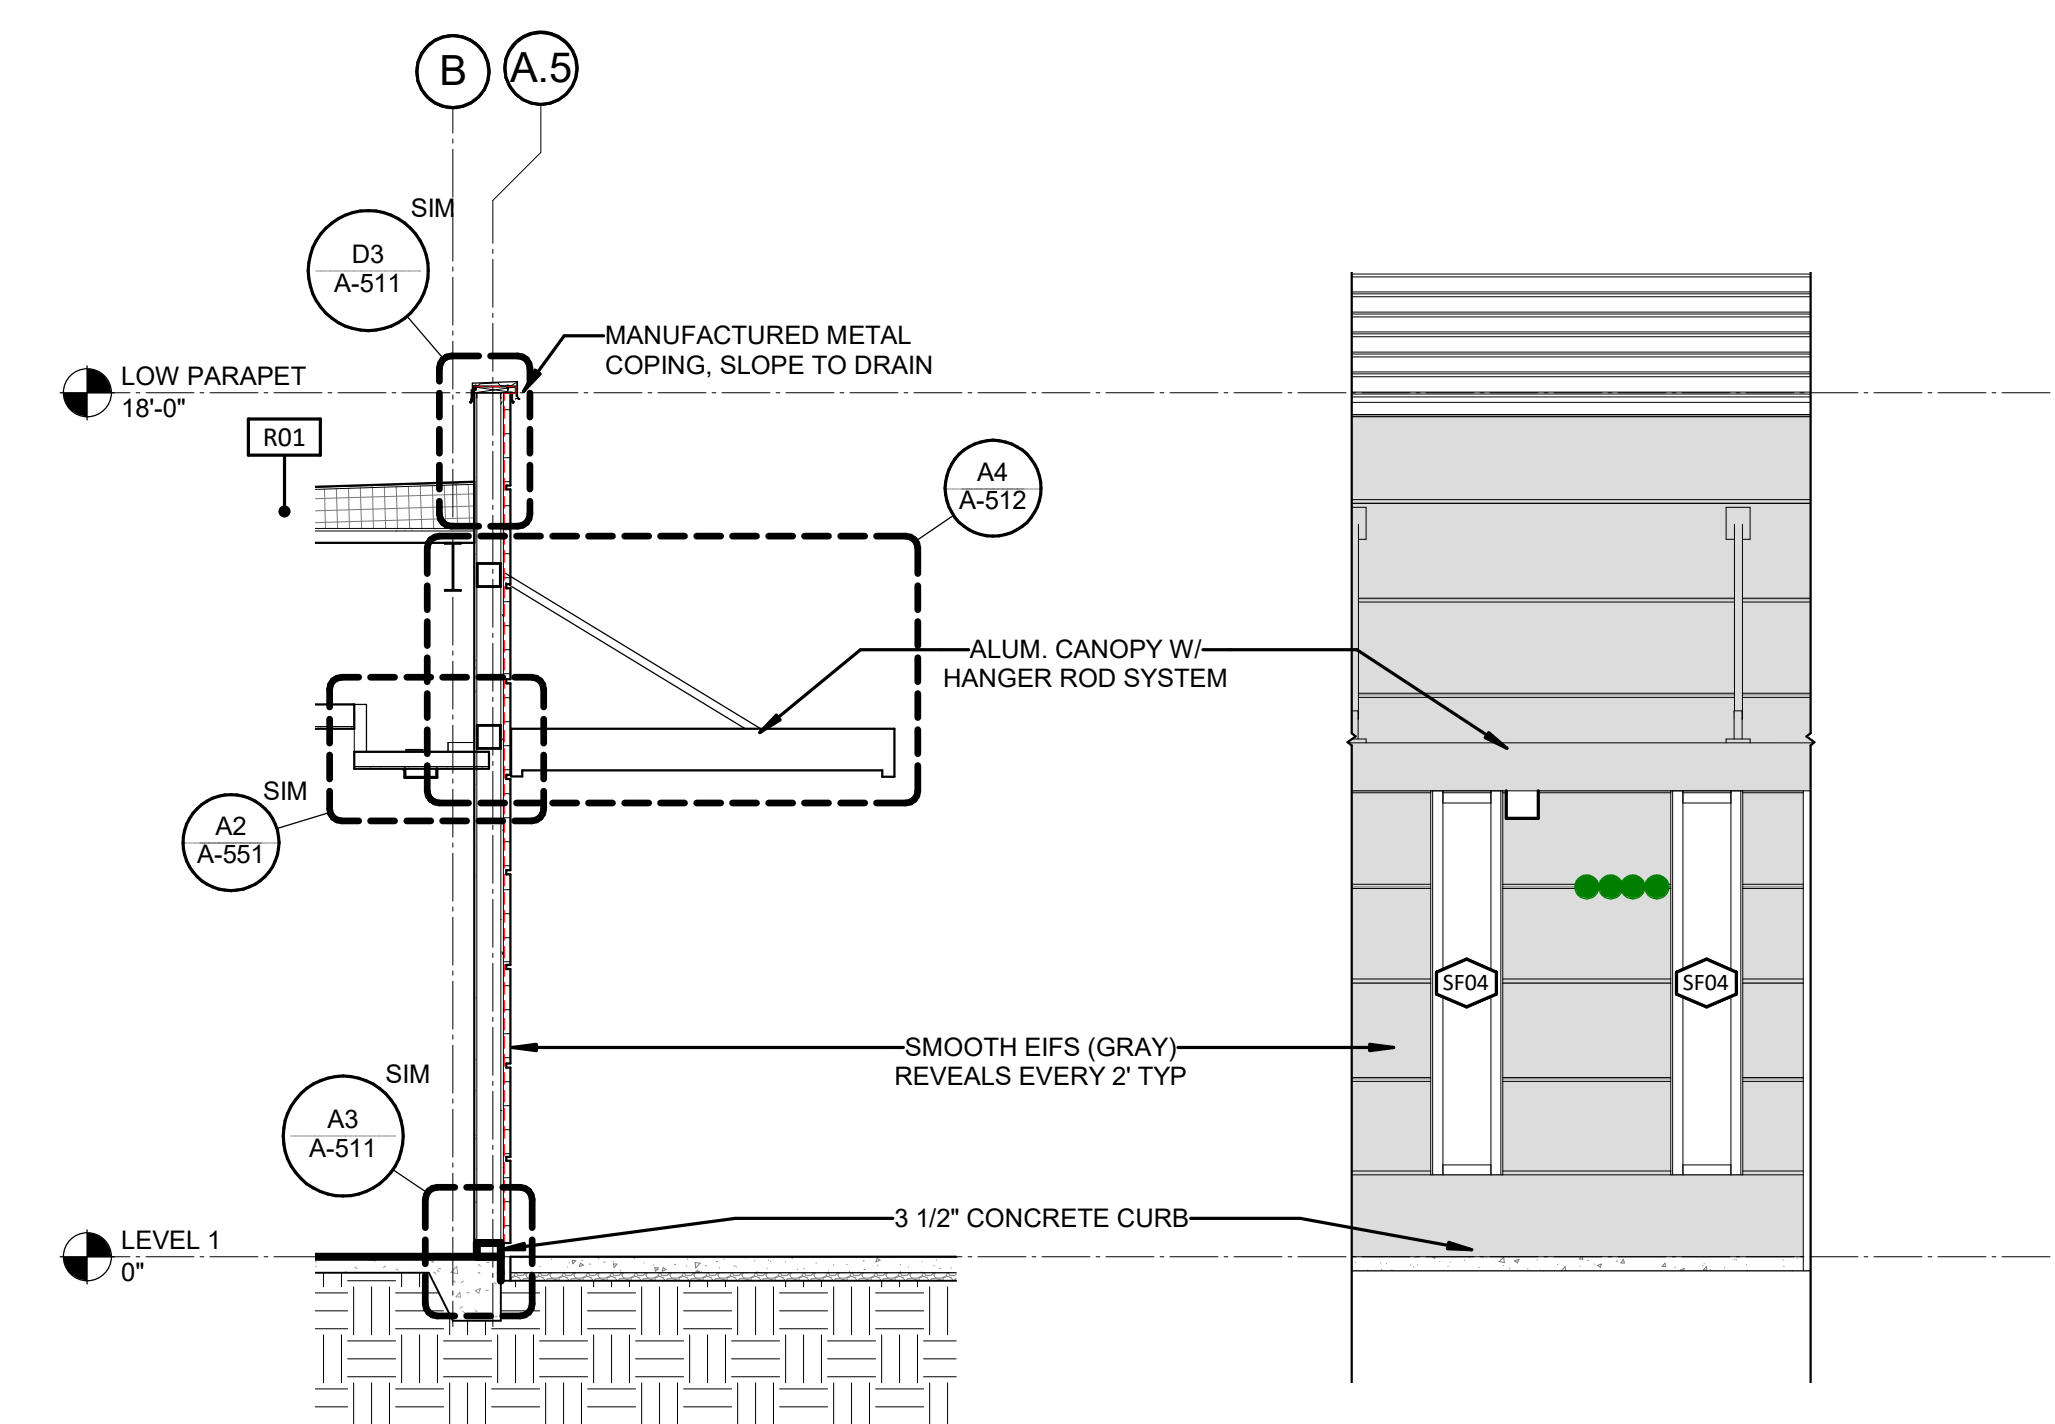 B
A.5
SIM
D3
A-511
MANUFACTURED METAL
COPING, SLOPE TO DRAIN
LOW PARAPET
18'-0"
R01
A4
A-512
ALUM. CANOPY W/
HANGER ROD SYSTEM
SIM
A2
A-551
SF04
SF04
SMOOTH EIFS (GRAY)
REVEALS EVERY 2' TYP
SIM
A3
A-511
3 1/2" CONCRETE CURB
LEVEL 1
0"